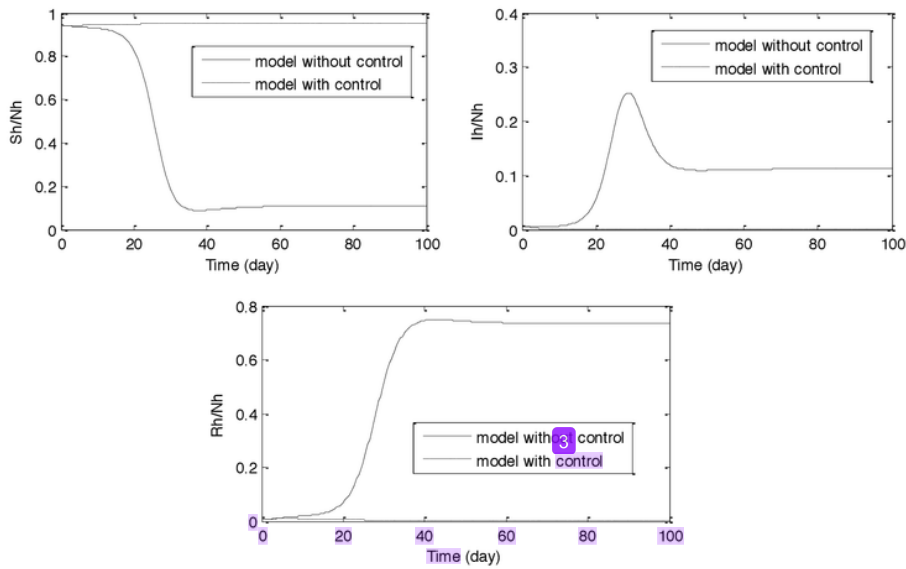 1
0.8
0.6
0.4
0.2
0
Sh/Nh
model without control
model with control
0 20 40 60 80 100
Time (day)
0.4
0.3
0.2
0.1
0
Ih/Nh
model without control
model with control
0 20 40 60 80 100
Time (day)
0.8
0.6
0.4
0.2
0
Rh/Nh
model without control
3
model with control
0 20 40 60 80 100
Time (day)